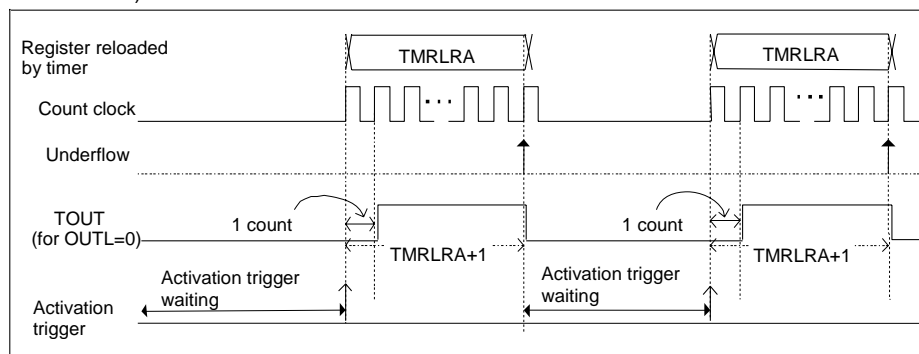 Register reloaded
by timer
TMRLRA
TMRLRA
Count clock
Underflow
TOUT
(for OUTL=0)
1 count
1 count
TMRLRA+1
TMRLRA+1
Activation trigger
waiting
Activation trigger
waiting
Activation
trigger